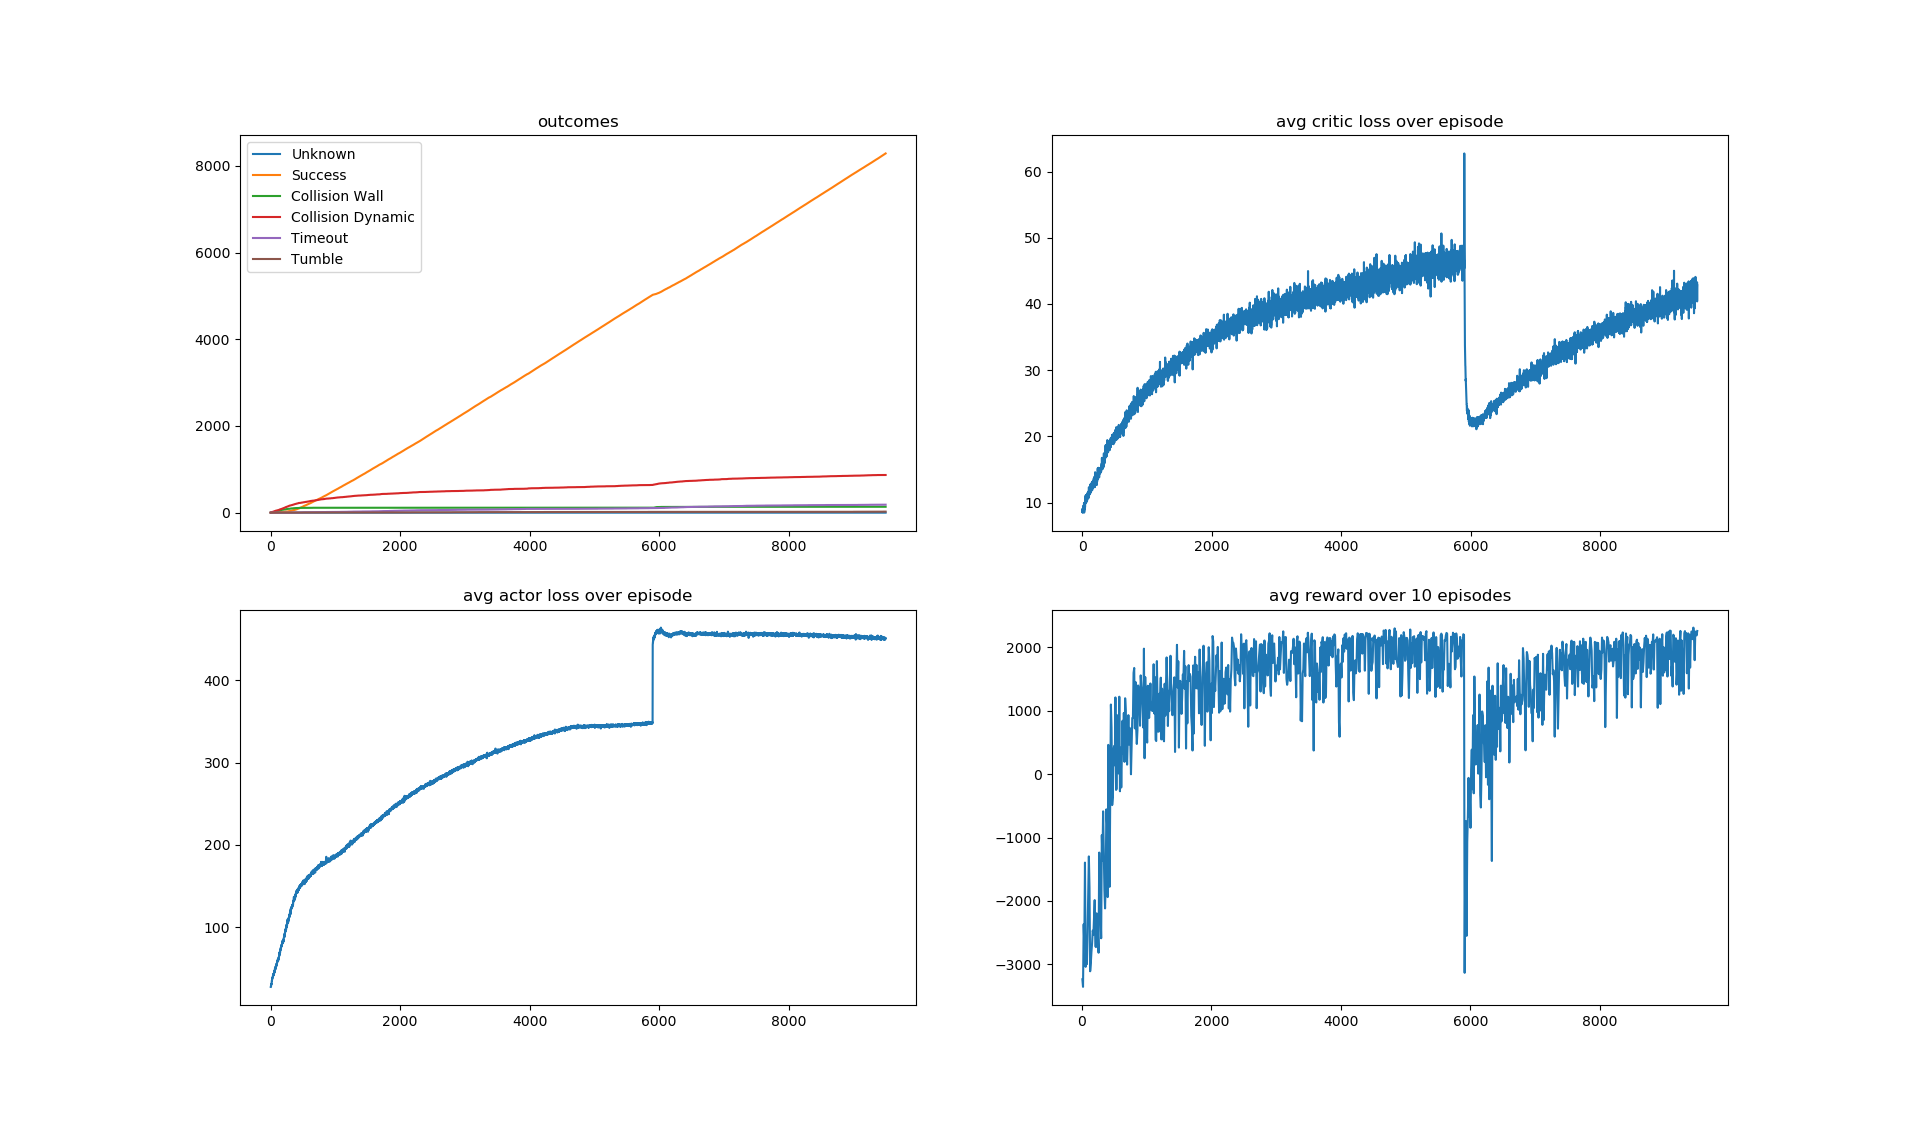 outcomes
8000
6000
4000
2000
0
Unknown
Success
Collision Wall
Collision Dynamic
Timeout
Tumble
0 2000 4000 6000 8000
avg critic loss over episode
60
50
40
30
20
10
0 2000 4000 6000 8000
avg actor loss over episode
400
300
200
100
0 2000 4000 6000 8000
avg reward over 10 episodes
2000
1000
0
−1000
−2000
−3000
0 2000 4000 6000 8000